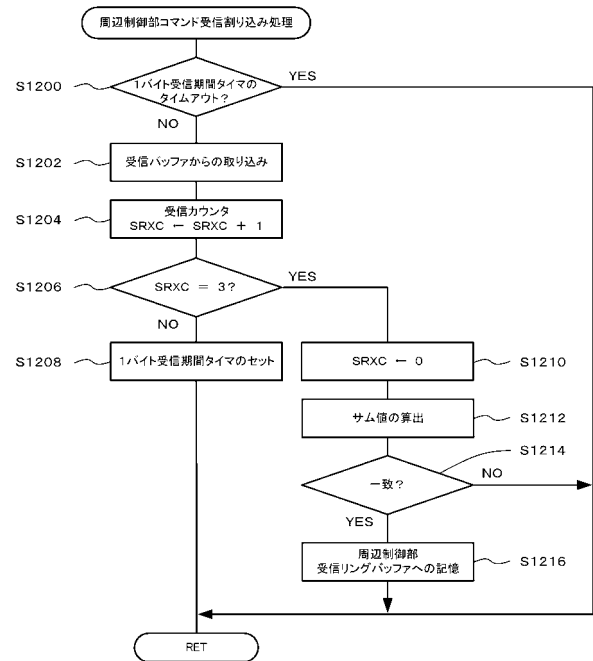 周辺制御部コマンド受信割り込み処理
S1200
1バイト受信期間タイマの
タイムアウト？
YES
NO
S1202
受信バッファからの取り込み
S1204
受信カウンタ
SRXC ← SRXC + 1
S1206
SRXC = 3？
YES
NO
S1208
1バイト受信期間タイマのセット
SRXC ← 0
S1210
サム値の算出
S1212
S1214
一致？
NO
YES
周辺制御部
受信リングバッファへの記憶
S1216
RET